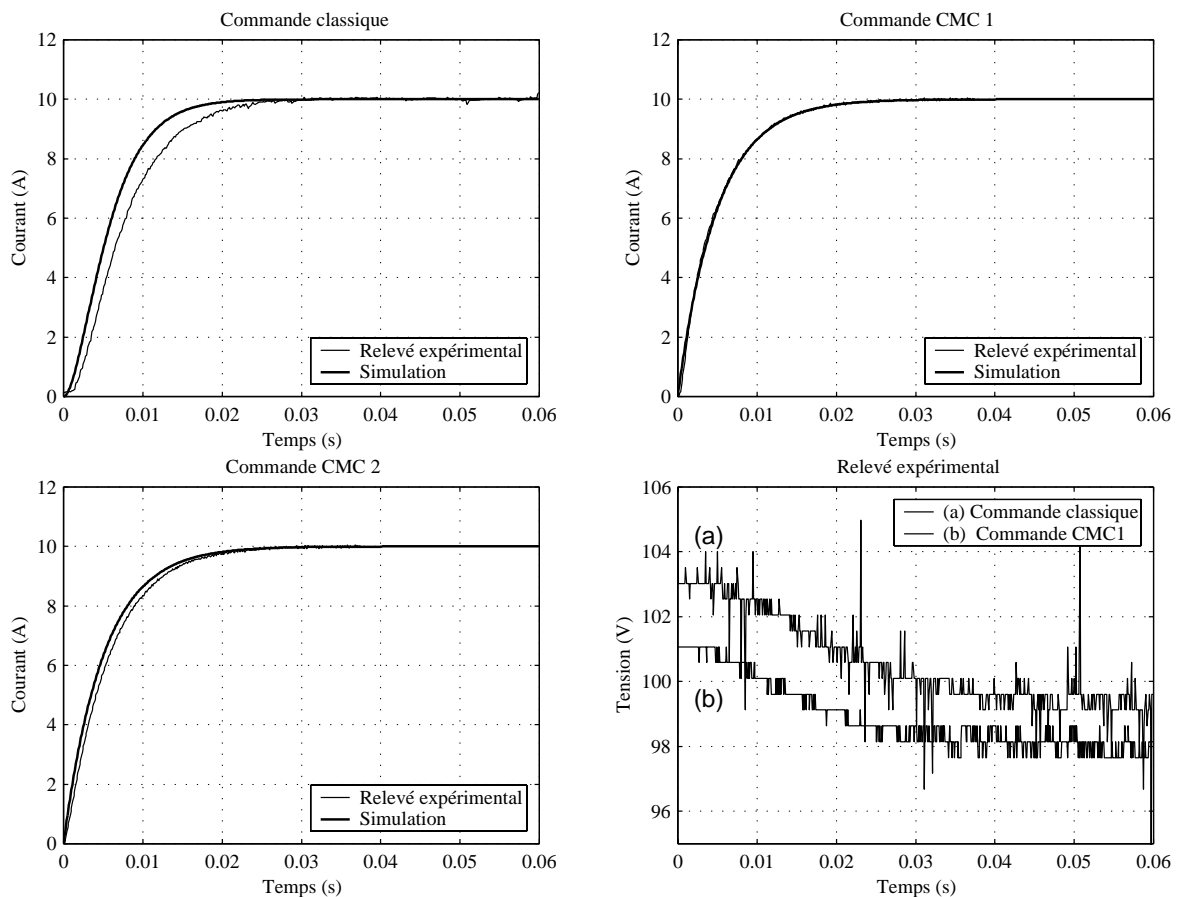 Commande classique
12
10
8
6
4
2
0
Courant (A)
Relevé expérimental
Simulation
0 0.01 0.02 0.03 0.04 0.05 0.06
Temps (s)
Commande CMC 1
12
10
8
6
4
2
0
Courant (A)
Relevé expérimental
Simulation
0 0.01 0.02 0.03 0.04 0.05 0.06
Temps (s)
Commande CMC 2
12
10
8
6
4
2
0
Courant (A)
Relevé expérimental
Simulation
0 0.01 0.02 0.03 0.04 0.05 0.06
Temps (s)
Relevé expérimental
106
104
102
100
98
96
Tension (V)
(a) Commande classique
(b) Commande CMC1
(a)
(b)
0 0.01 0.02 0.03 0.04 0.05 0.06
Temps (s)